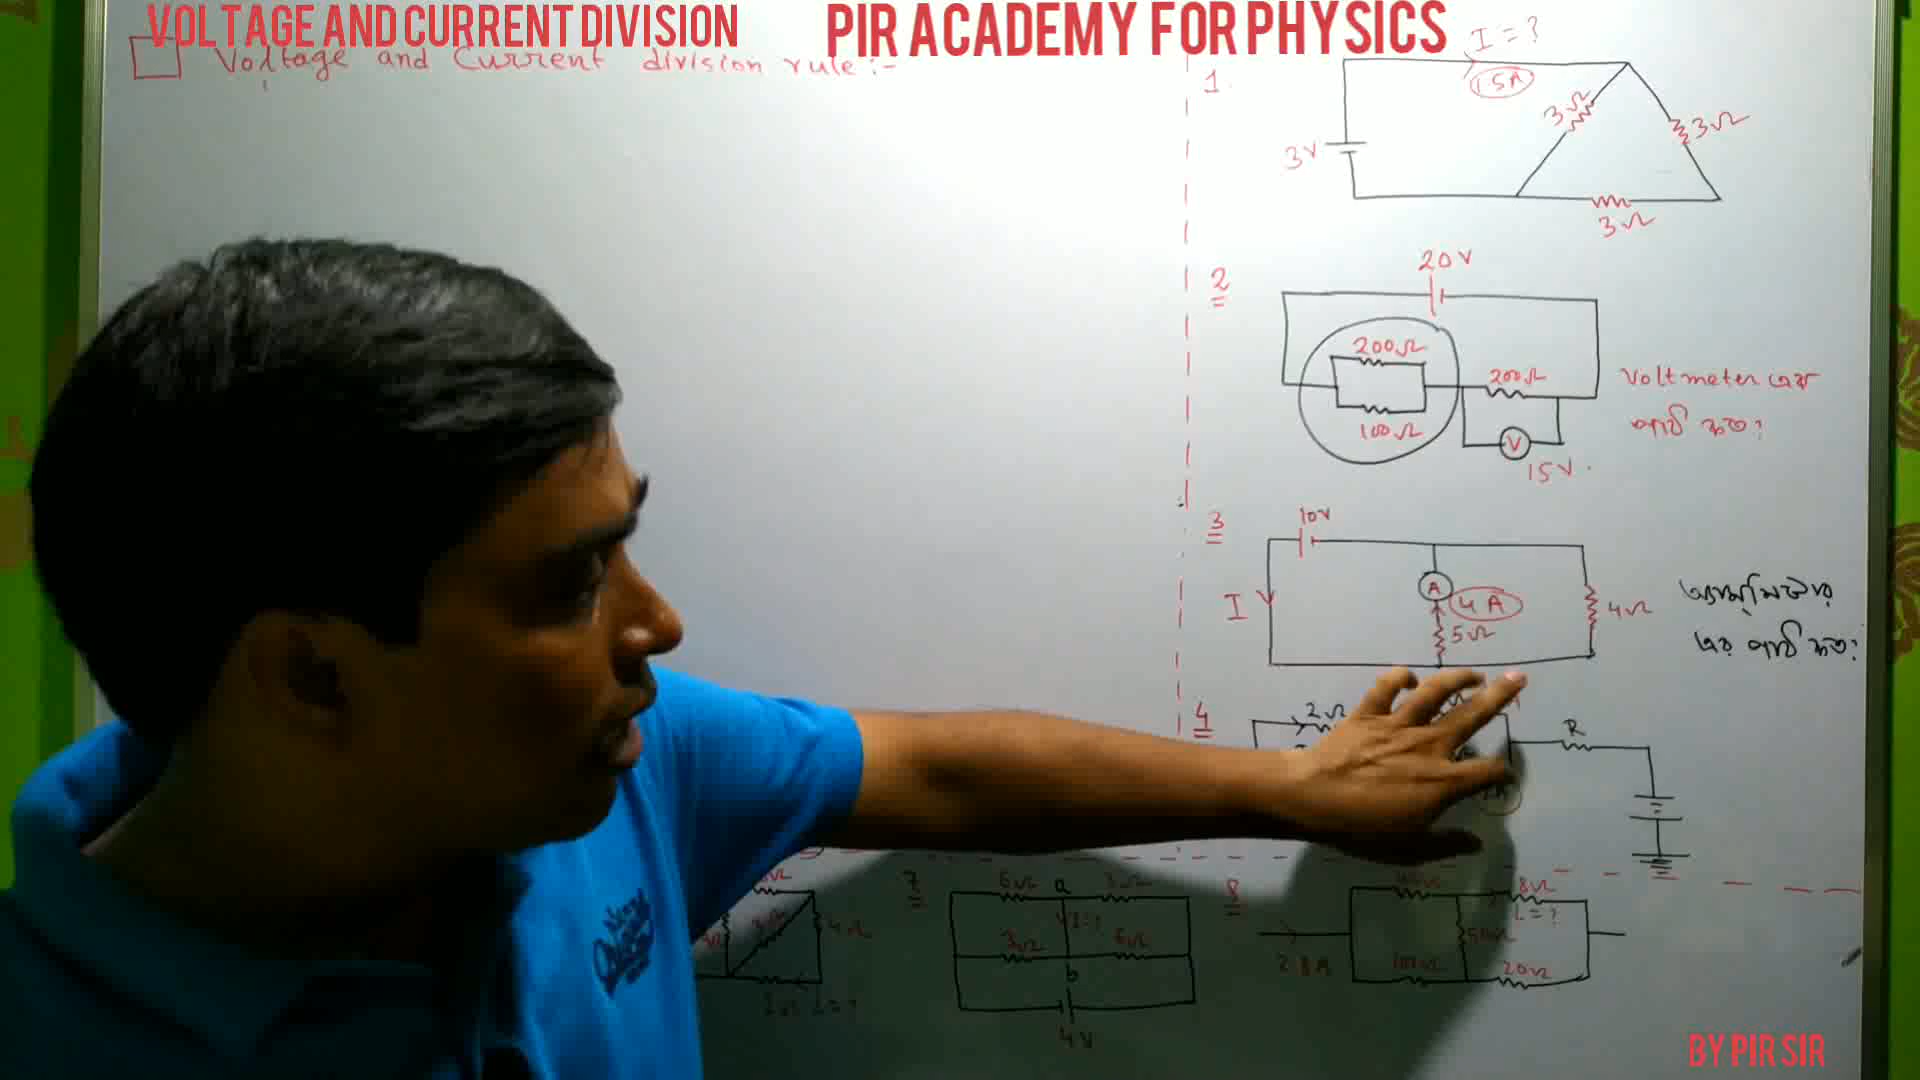 VOLTAGE AND CURRENT DIVISION
PIR ACADEMY FOR PHYSICS
Voltage and Current division rule :-
1.
I = ?
1.5A
3Ω
3Ω
3V
3Ω
2
20V
200Ω
200Ω
100Ω
V
15V.
Voltmeter এর
পাঠ কত?
3
10V
I
A
4A
5Ω
4Ω
অ্যামমিটার
এর পাঠ কত?
4
2Ω
R
4Ω
7
6Ω
a
3Ω
3Ω
6Ω
b
4V
8
8Ω
i = ?
20Ω
BY PIR SIR